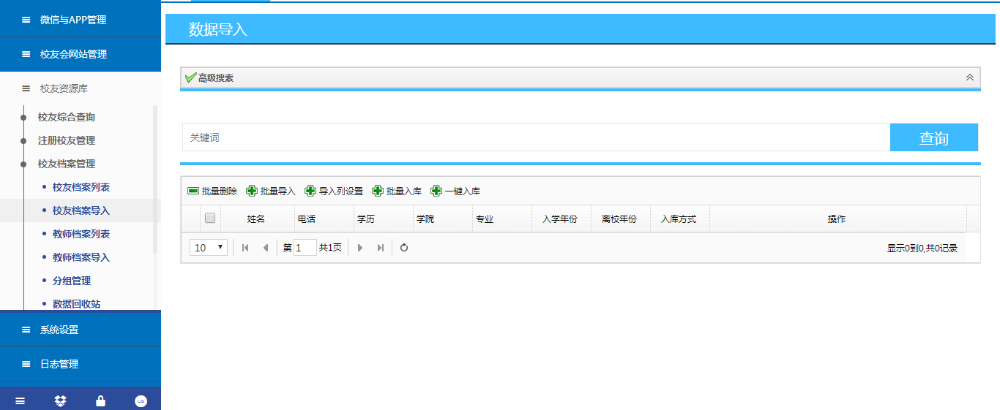 微信与APP管理
校友会网站管理
校友资源库
校友综合查询
注册校友管理
校友档案管理
校友档案列表
校友档案导入
教师档案列表
教师档案导入
分组管理
数据回收站
系统设置
日志管理
数据导入
高级搜索
关键词 查询
批量删除 批量导入 导入列设置 批量入库 一键入库
姓名 电话 学历 学院 专业 入学年份 离校年份 入库方式 操作
10 第 1 共1页 显示0到0,共0记录